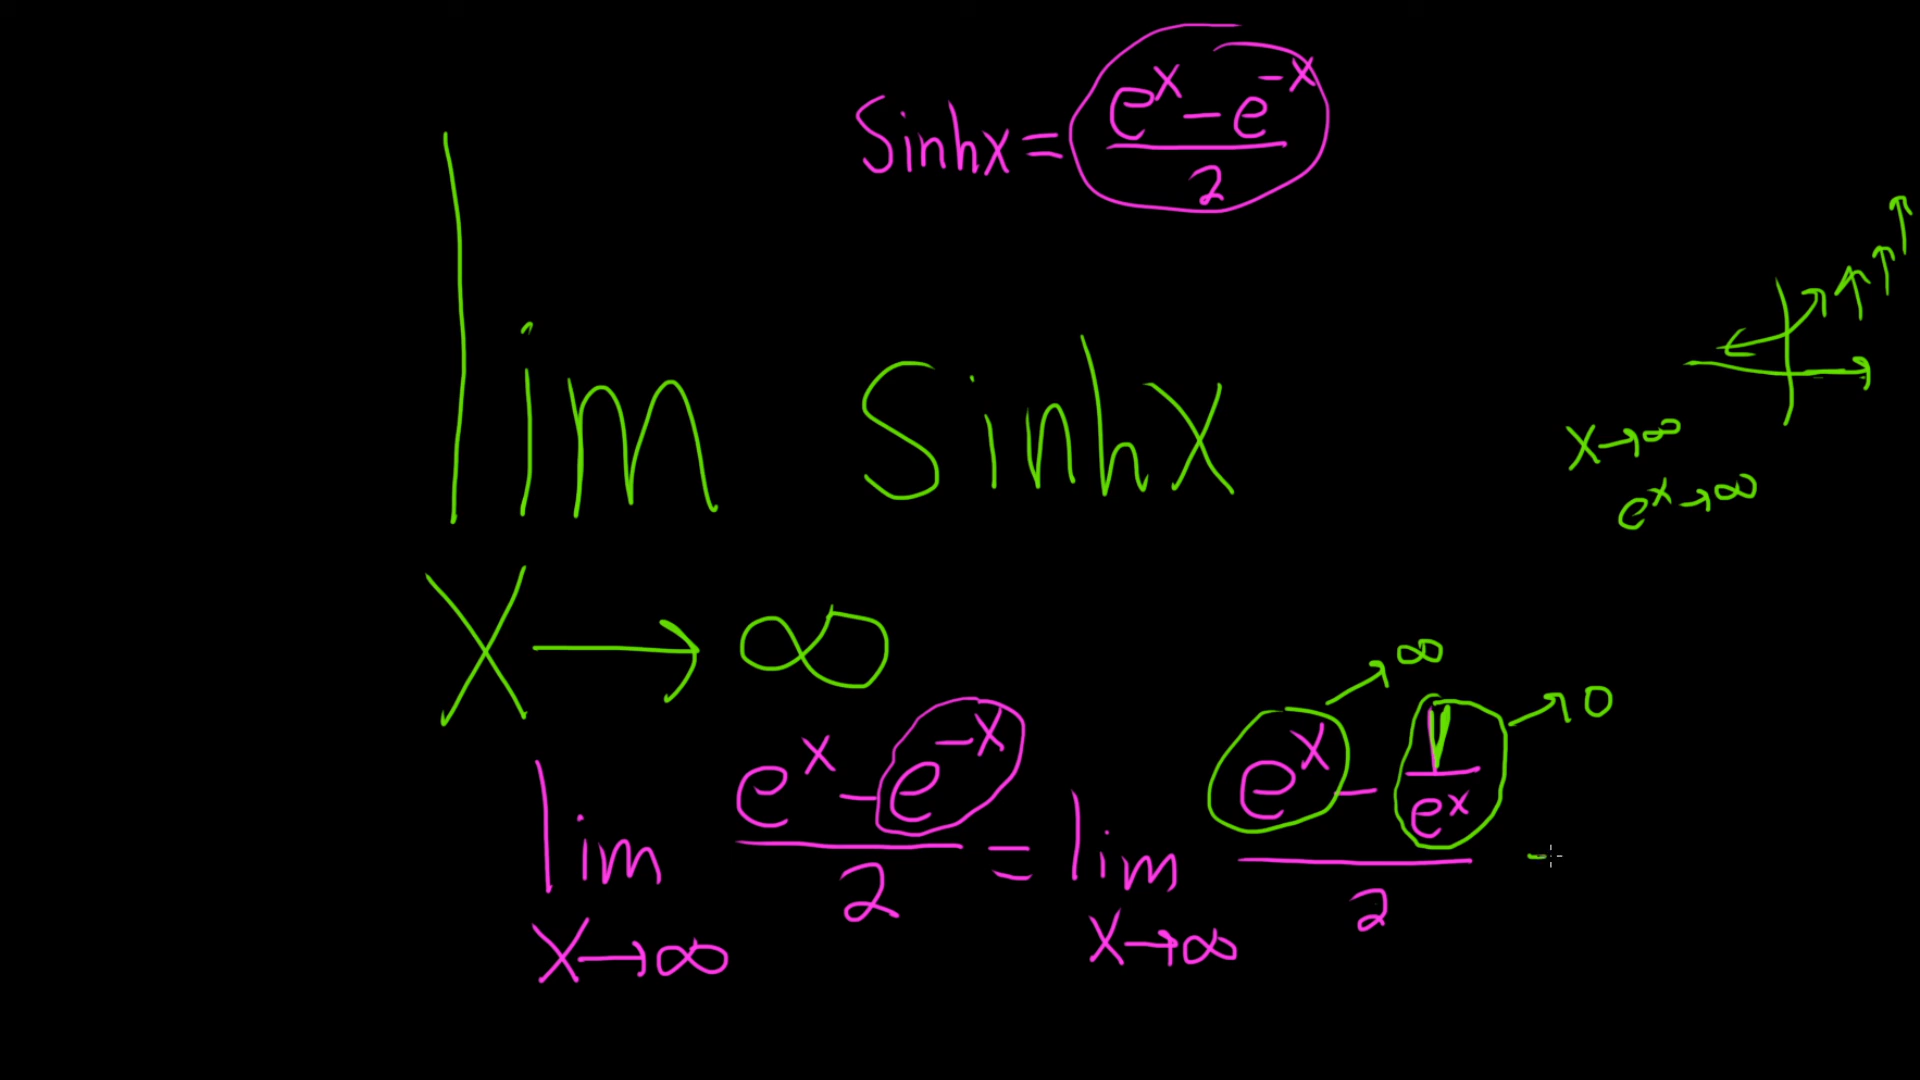 Sinhx = (e^x - e^-x)/2
lim Sinhx
x→∞
x→∞
e^x→∞
lim x→∞ (e^x - e^-x)/2 = lim x→∞ (e^x - 1/e^x)/2 -
→∞
→0